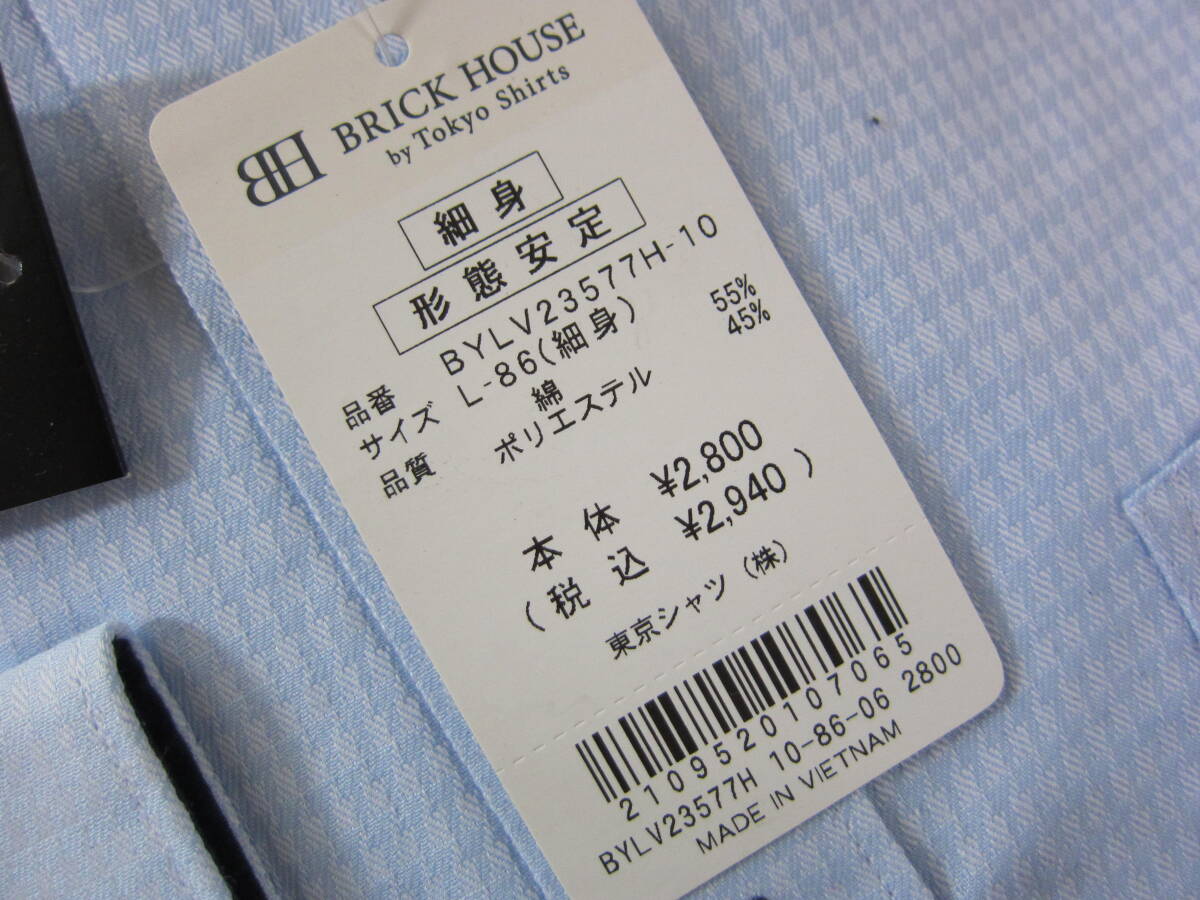 BH BRICK HOUSE
by Tokyo Shirts
細身
形態安定
品番 BYLV23577H-10
サイズ L-86(細身)
品質 綿 55%
ポリエステル 45%
本体 ¥2,800
(税込 ¥2,940)
東京シャツ(株)
2109520107065
BYLV23577H 10-86-06 2800
MADE IN VIETNAM